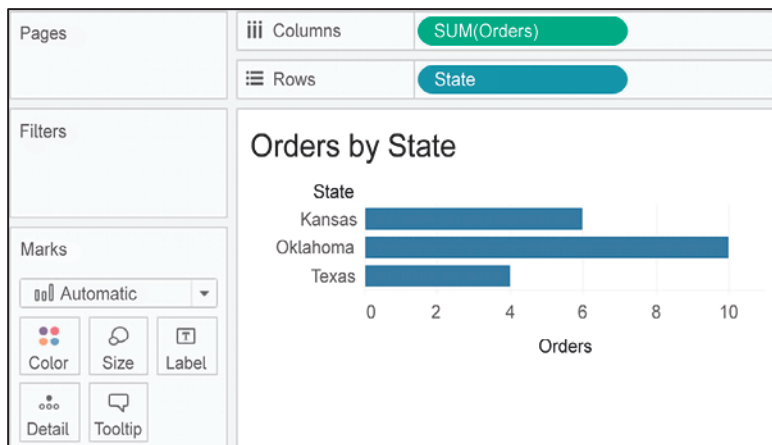 Pages
Columns
SUM(Orders)
Rows
State
Filters
Marks
Automatic
Color
Size
Label
Detail
Tooltip
Orders by State
State
Kansas
Oklahoma
Texas
0 2 4 6 8 10
Orders